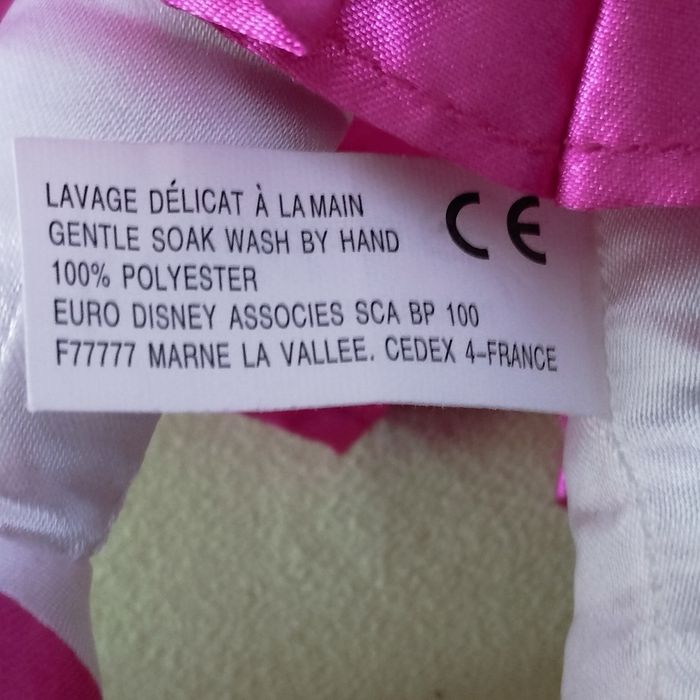 LAVAGE DÉLICAT À LA MAIN
GENTLE SOAK WASH BY HAND
100% POLYESTER
EURO DISNEY ASSOCIES SCA BP 100
F77777 MARNE LA VALLEE. CEDEX 4-FRANCE
CE